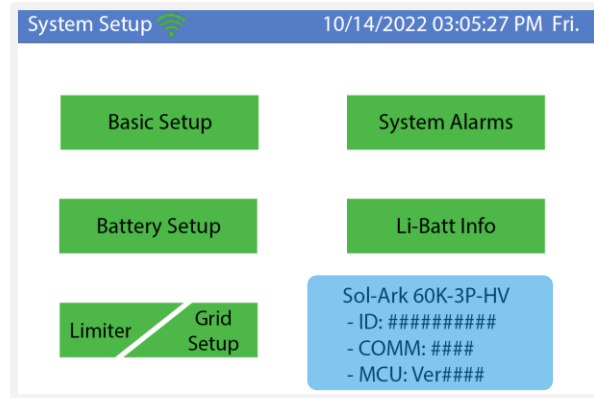 System Setup 10/14/2022 03:05:27 PM Fri.
Basic Setup
System Alarms
Battery Setup
Li-Batt Info
Limiter
Grid
Setup
Sol-Ark 60K-3P-HV
- ID: ##########
- COMM: ####
- MCU: Ver####